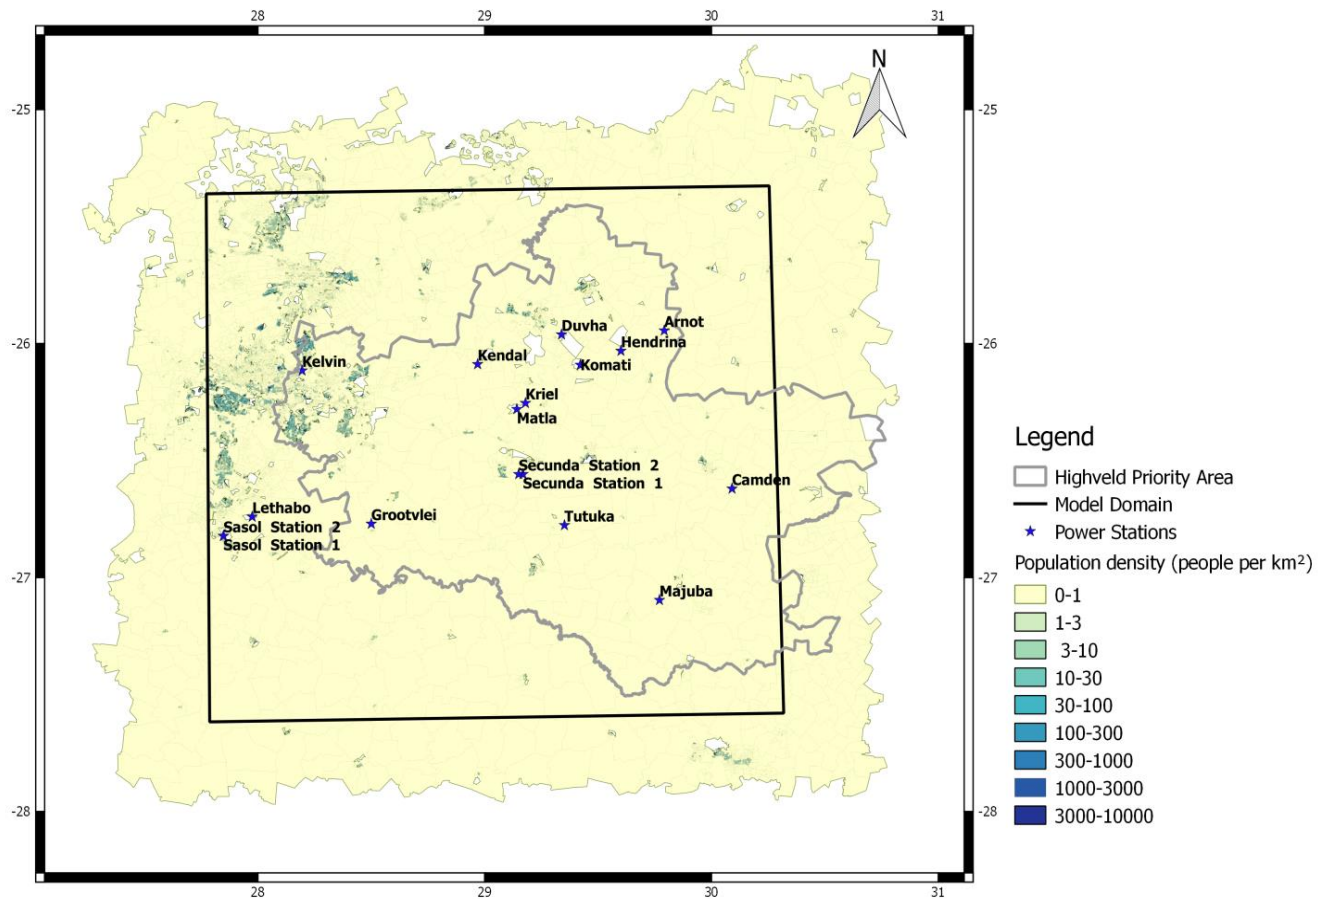 28
29
30
31
N
-25
-25
Duvha
Arnot
Hendrina
-26
-26
Kelvin
Kendal
Komati
Kriel
Matla
Secunda Station 2
Secunda Station 1
Camden
Lethabo
Grootvlei
Tutuka
Sasol Station 2
Sasol Station 1
-27
-27
Majuba
-28
-28
28
29
30
31
Legend
Highveld Priority Area
Model Domain
Power Stations
Population density (people per km²)
0-1
1-3
3-10
10-30
30-100
100-300
300-1000
1000-3000
3000-10000